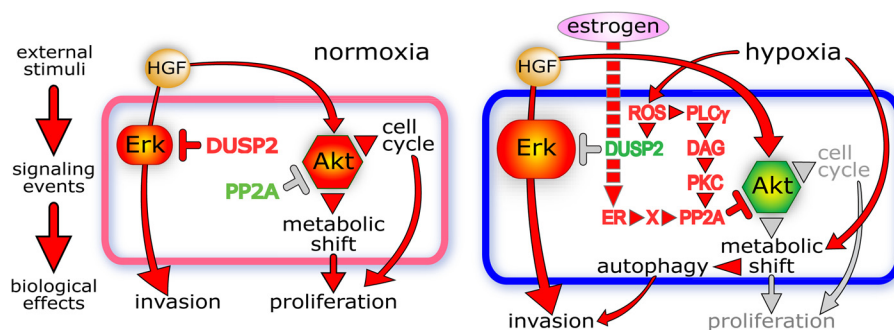 external
stimuli
signaling
events
biological
effects
normoxia
HGF
Erk
DUSP2
Akt
cell
cycle
PP2A
metabolic
shift
invasion
proliferation
estrogen
hypoxia
HGF
ROS
PLCγ
Erk
DUSP2
DAG
cell
cycle
PKC
Akt
ER
X
PP2A
metabolic
shift
autophagy
invasion
proliferation